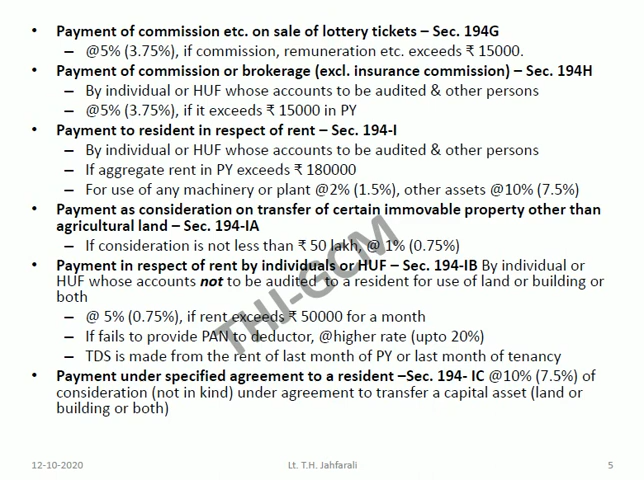 • Payment of commission etc. on sale of lottery tickets – Sec. 194G
– @5% (3.75%), if commission, remuneration etc. exceeds ₹ 15000.
• Payment of commission or brokerage (excl. insurance commission) – Sec. 194H
– By individual or HUF whose accounts to be audited & other persons
– @5% (3.75%), if it exceeds ₹ 15000 in PY
• Payment to resident in respect of rent – Sec. 194-I
– By individual or HUF whose accounts to be audited & other persons
– If aggregate rent in PY exceeds ₹ 180000
– For use of any machinery or plant @2% (1.5%), other assets @10% (7.5%)
• Payment as consideration on transfer of certain immovable property other than
agricultural land – Sec. 194-IA
– If consideration is not less than ₹ 50 lakh, @ 1% (0.75%)
• Payment in respect of rent by individuals or HUF – Sec. 194-IB By individual or
HUF whose accounts not to be audited to a resident for use of land or building or
both
– @ 5% (0.75%), if rent exceeds ₹ 50000 for a month
– If fails to provide PAN to deductor, @higher rate (upto 20%)
– TDS is made from the rent of last month of PY or last month of tenancy
• Payment under specified agreement to a resident –Sec. 194- IC @10% (7.5%) of
consideration (not in kind) under agreement to transfer a capital asset (land or
building or both)
THJ-GCM
12-10-2020
Lt. T.H. Jahfarali
5